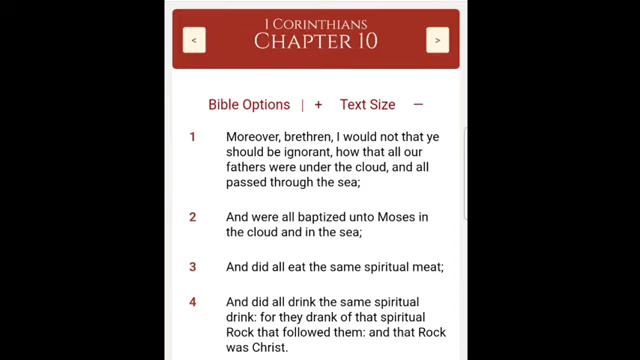 1 Corinthians
Chapter 10
<
>
Bible Options | + Text Size —
1 Moreover, brethren, I would not that ye
should be ignorant, how that all our
fathers were under the cloud, and all
passed through the sea;
2 And were all baptized unto Moses in
the cloud and in the sea;
3 And did all eat the same spiritual meat;
4 And did all drink the same spiritual
drink: for they drank of that spiritual
Rock that followed them: and that Rock
was Christ.